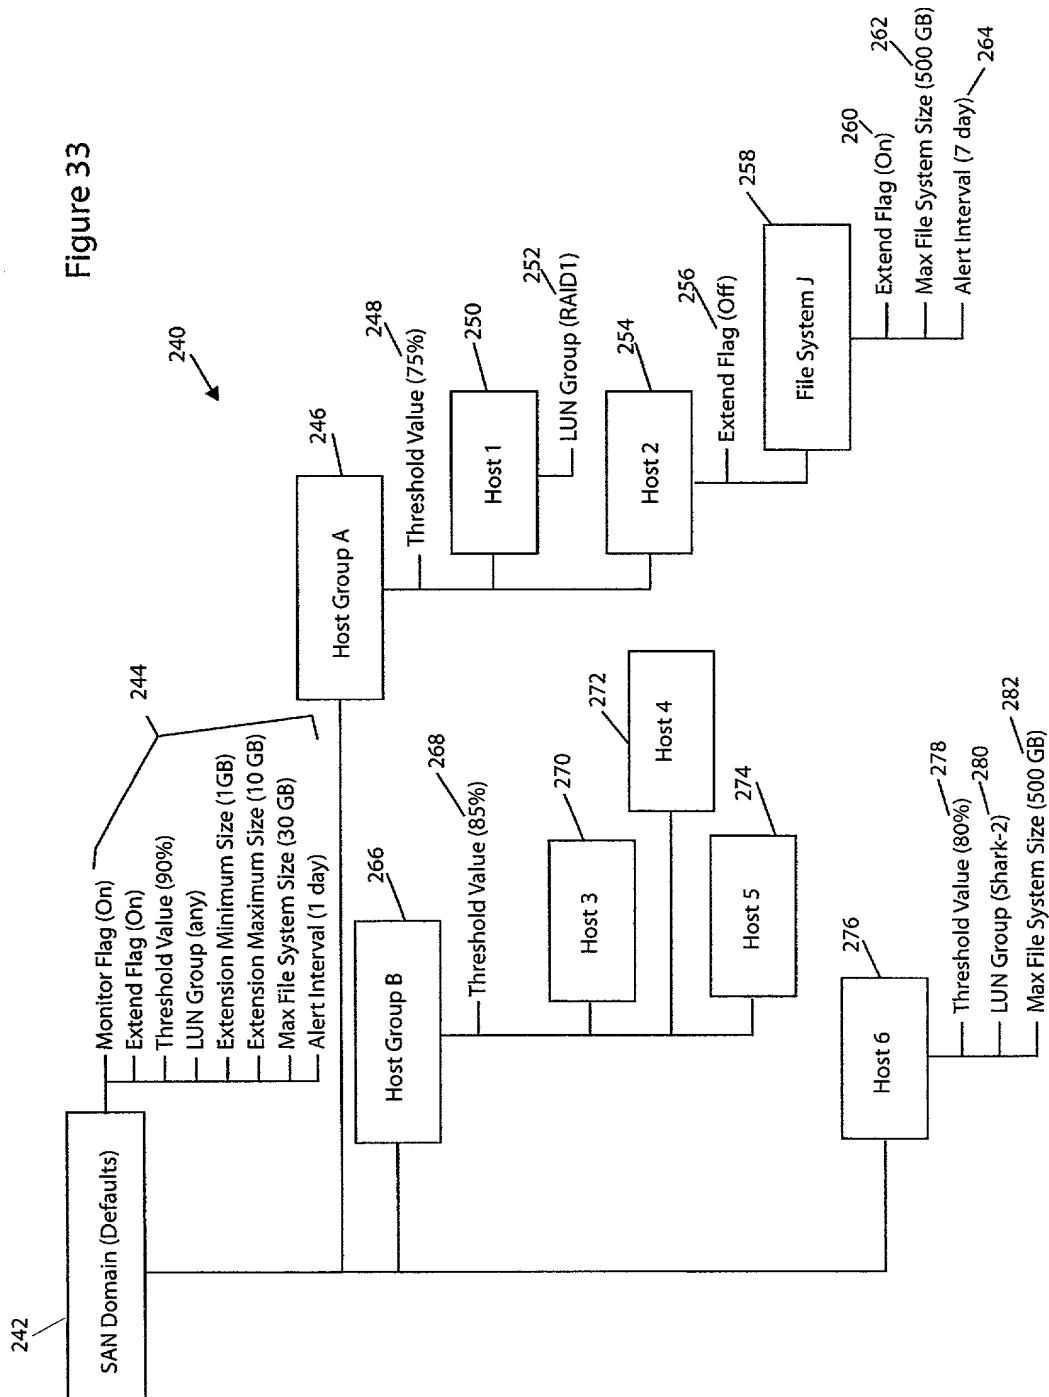 Figure 33
240
242
SAN Domain (Defaults)
244
Monitor Flag (On)
Extend Flag (On)
Threshold Value (90%)
LUN Group (any)
Extension Minimum Size (1GB)
Extension Maximum Size (10 GB)
Max File System Size (30 GB)
Alert Interval (1 day)
246
Host Group A
248
Threshold Value (75%)
250
Host 1
252
LUN Group (RAID1)
254
Host 2
256
Extend Flag (Off)
258
File System J
260
Extend Flag (On)
262
Max File System Size (500 GB)
264
Alert Interval (7 day)
266
Host Group B
268
Threshold Value (85%)
270
Host 3
272
Host 4
274
Host 5
276
Host 6
278
Threshold Value (80%)
280
LUN Group (Shark-2)
282
Max File System Size (500 GB)